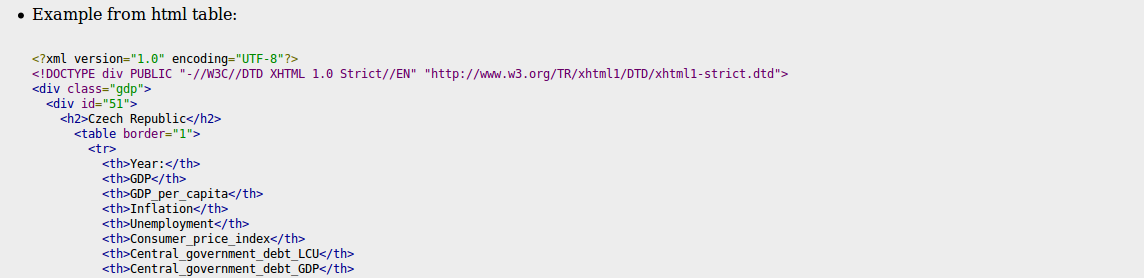 • Example from html table:
<?xml version="1.0" encoding="UTF-8"?>
<!DOCTYPE div PUBLIC "-//W3C//DTD XHTML 1.0 Strict//EN" "http://www.w3.org/TR/xhtml1/DTD/xhtml1-strict.dtd">
<div class="gdp">
  <div id="51">
    <h2>Czech Republic</h2>
      <table border="1">
        <tr>
          <th>Year:</th>
          <th>GDP</th>
          <th>GDP_per_capita</th>
          <th>Inflation</th>
          <th>Unemployment</th>
          <th>Consumer_price_index</th>
          <th>Central_government_debt_LCU</th>
          <th>Central_government_debt_GDP</th>